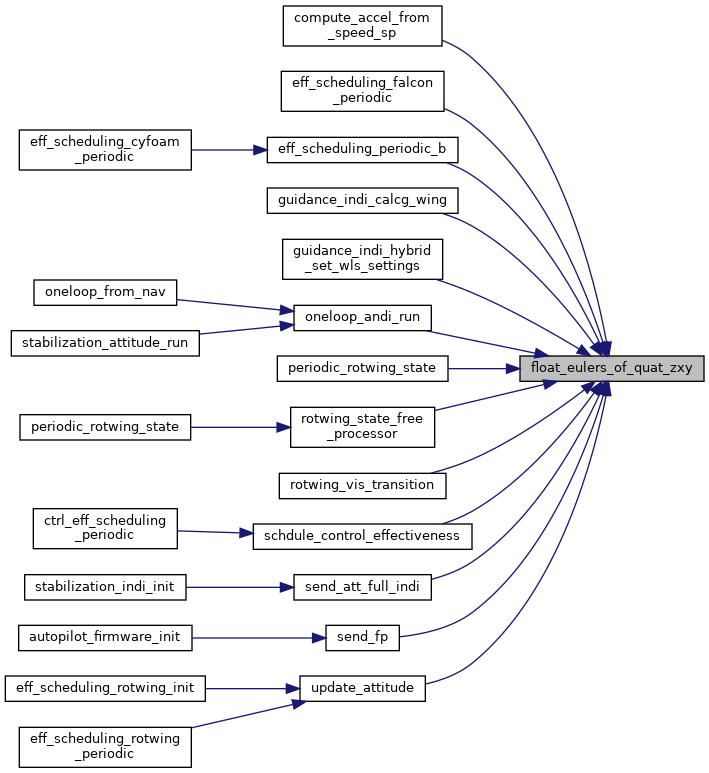 compute_accel_from
_speed_sp
eff_scheduling_falcon
_periodic
eff_scheduling_cyfoam
_periodic
eff_scheduling_periodic_b
guidance_indi_calcg_wing
guidance_indi_hybrid
_set_wls_settings
oneloop_from_nav
oneloop_andi_run
stabilization_attitude_run
periodic_rotwing_state
float_eulers_of_quat_zxy
rotwing_state_free
_processor
periodic_rotwing_state
rotwing_vis_transition
ctrl_eff_scheduling
_periodic
schdule_control_effectiveness
stabilization_indi_init
send_att_full_indi
autopilot_firmware_init
send_fp
eff_scheduling_rotwing_init
update_attitude
eff_scheduling_rotwing
_periodic